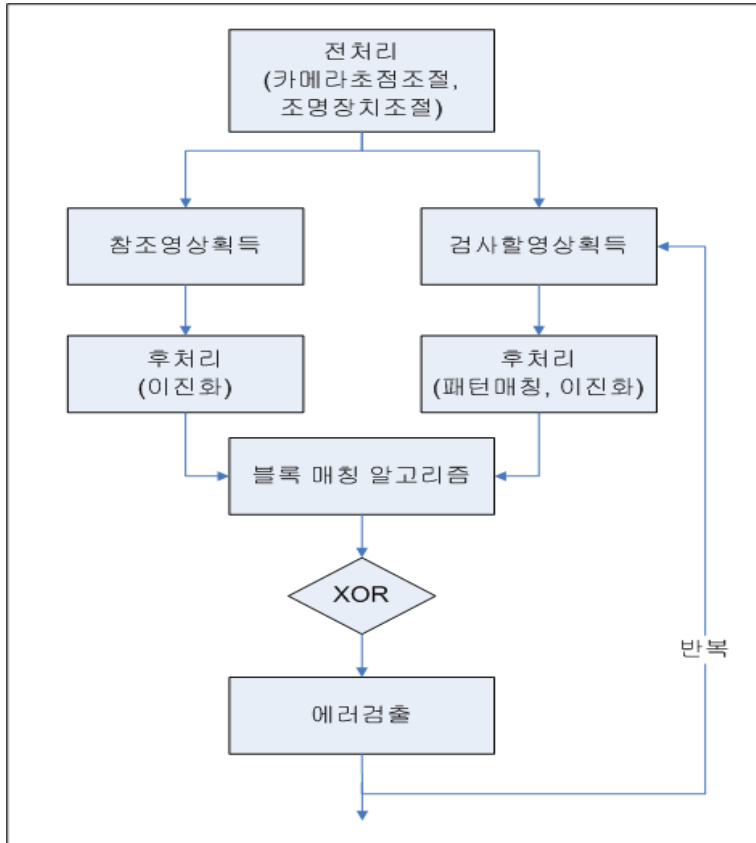 전처리
(카메라초점조절,
조명장치조절)
참조영상획득
검사할영상획득
후처리
(이진화)
후처리
(패턴매칭, 이진화)
블록 매칭 알고리즘
XOR
반복
에러검출